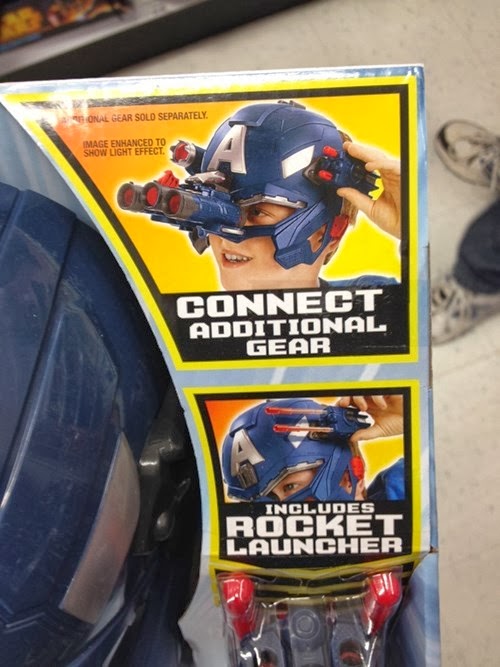 GEAR SOLD SEPARATELY.
IMAGE ENHANCED TO
SHOW LIGHT EFFECT.
A
CONNECT
ADDITIONAL
GEAR
A
INCLUDES
ROCKET
LAUNCHER